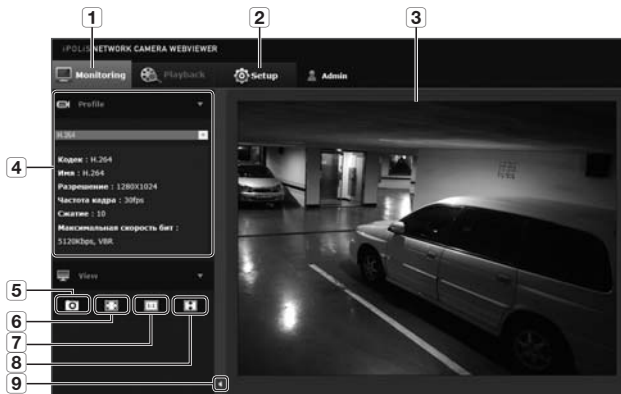 1
2
3
iPOLiS NETWORK CAMERA WEBVIEWER
Monitoring
Playback
Setup
Admin
Profile
H.264
4
Кодек : H.264
Имя : H.264
Разрешение : 1280X1024
Частота кадра : 30fps
Сжатие : 10
Максимальная скорость бит :
5120Kbps, VBR
View
5
6
7
8
9